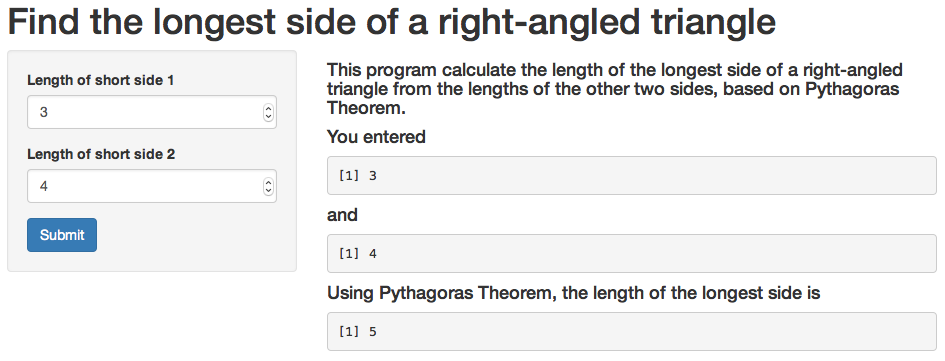 Find the longest side of a right-angled triangle
Length of short side 1
3
Length of short side 2
4
Submit
This program calculate the length of the longest side of a right-angled
triangle from the lengths of the other two sides, based on Pythagoras
Theorem.
You entered
[1] 3
and
[1] 4
Using Pythagoras Theorem, the length of the longest side is
[1] 5